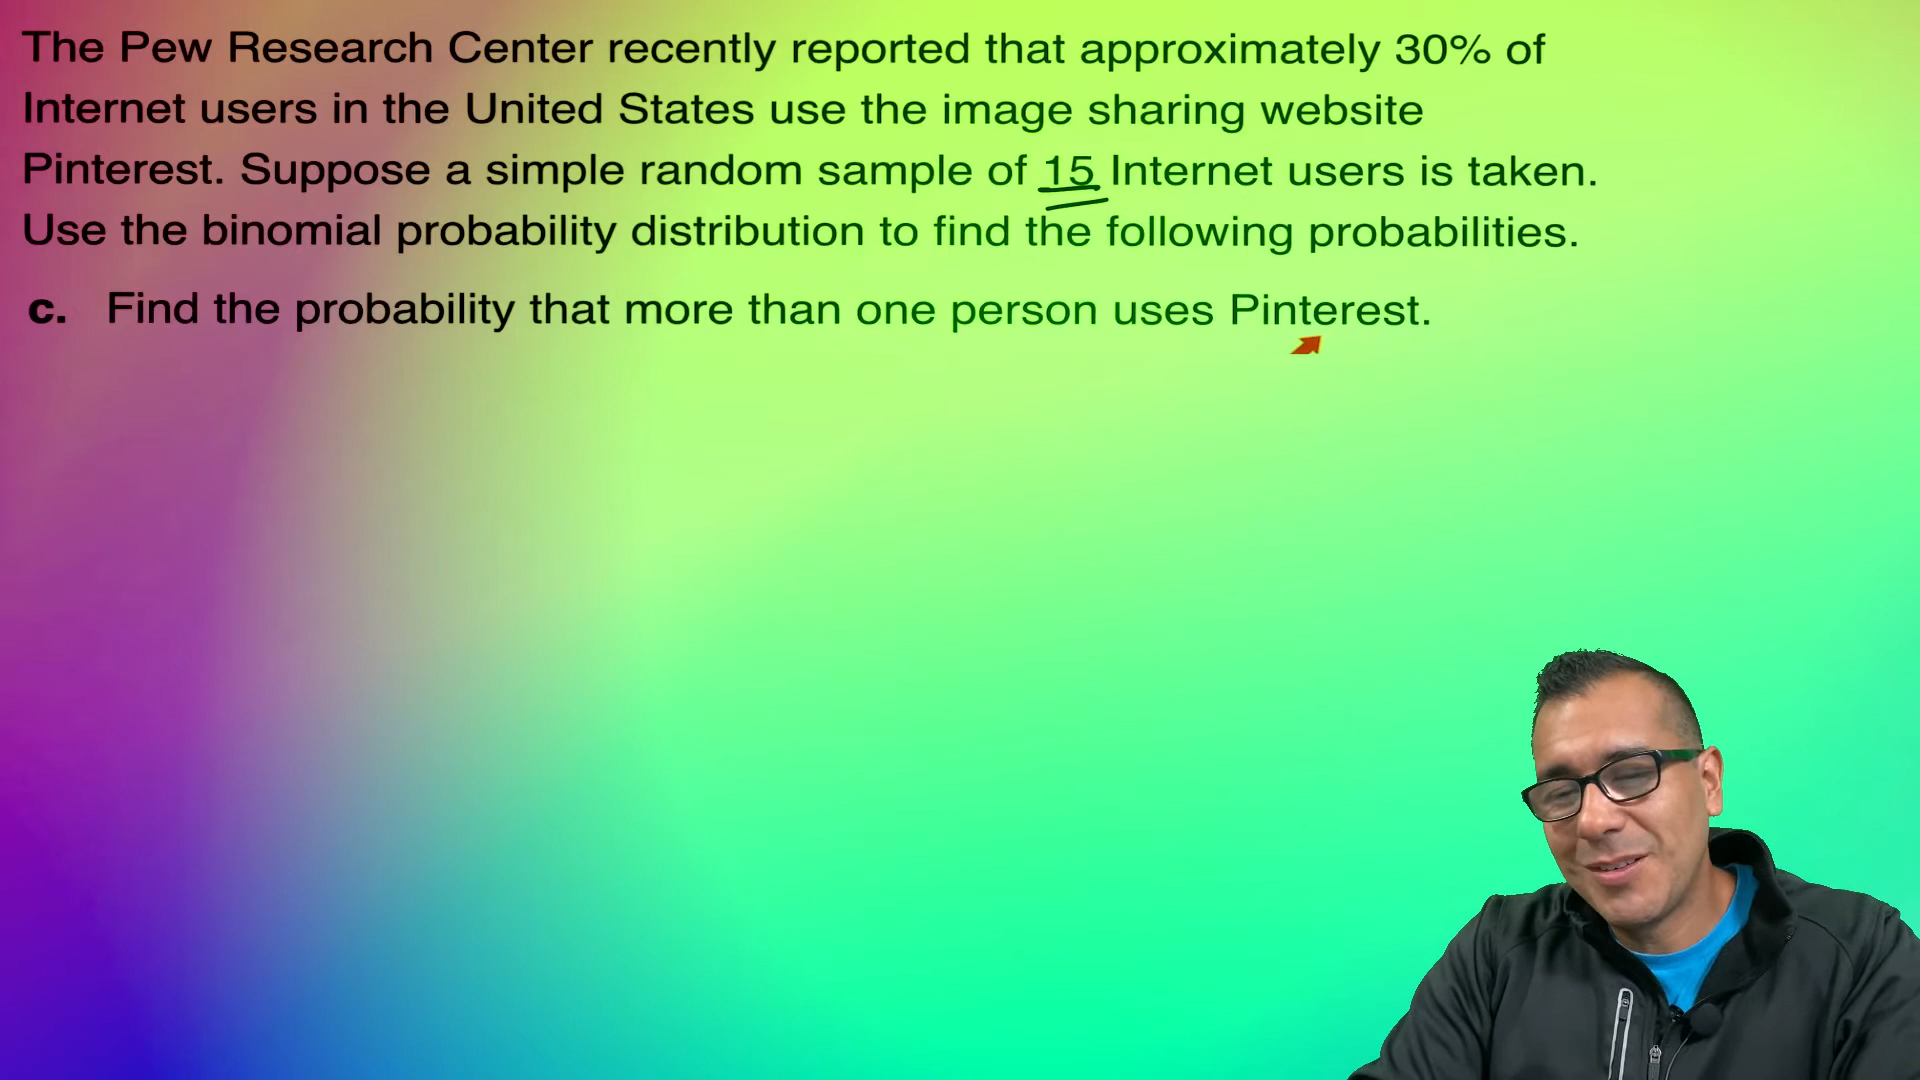 The Pew Research Center recently reported that approximately 30% of
Internet users in the United States use the image sharing website
Pinterest. Suppose a simple random sample of 15 Internet users is taken.
Use the binomial probability distribution to find the following probabilities.
c. Find the probability that more than one person uses Pinterest.